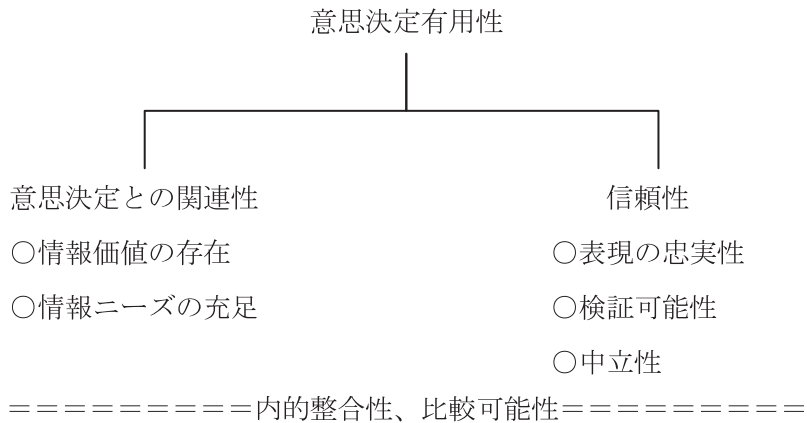 意思決定有用性
意思決定との関連性
○情報価値の存在
○情報ニーズの充足
信頼性
○表現の忠実性
○検証可能性
○中立性
＝＝＝＝＝＝＝＝＝内的整合性、比較可能性＝＝＝＝＝＝＝＝＝